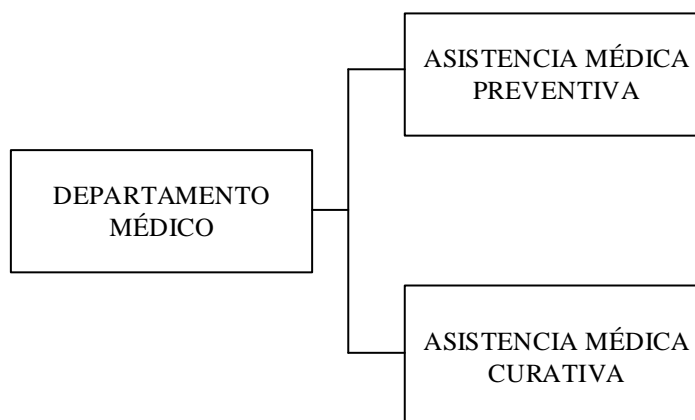 ASISTENCIA MÉDICA
PREVENTIVA
DEPARTAMENTO
MÉDICO
ASISTENCIA MÉDICA
CURATIVA